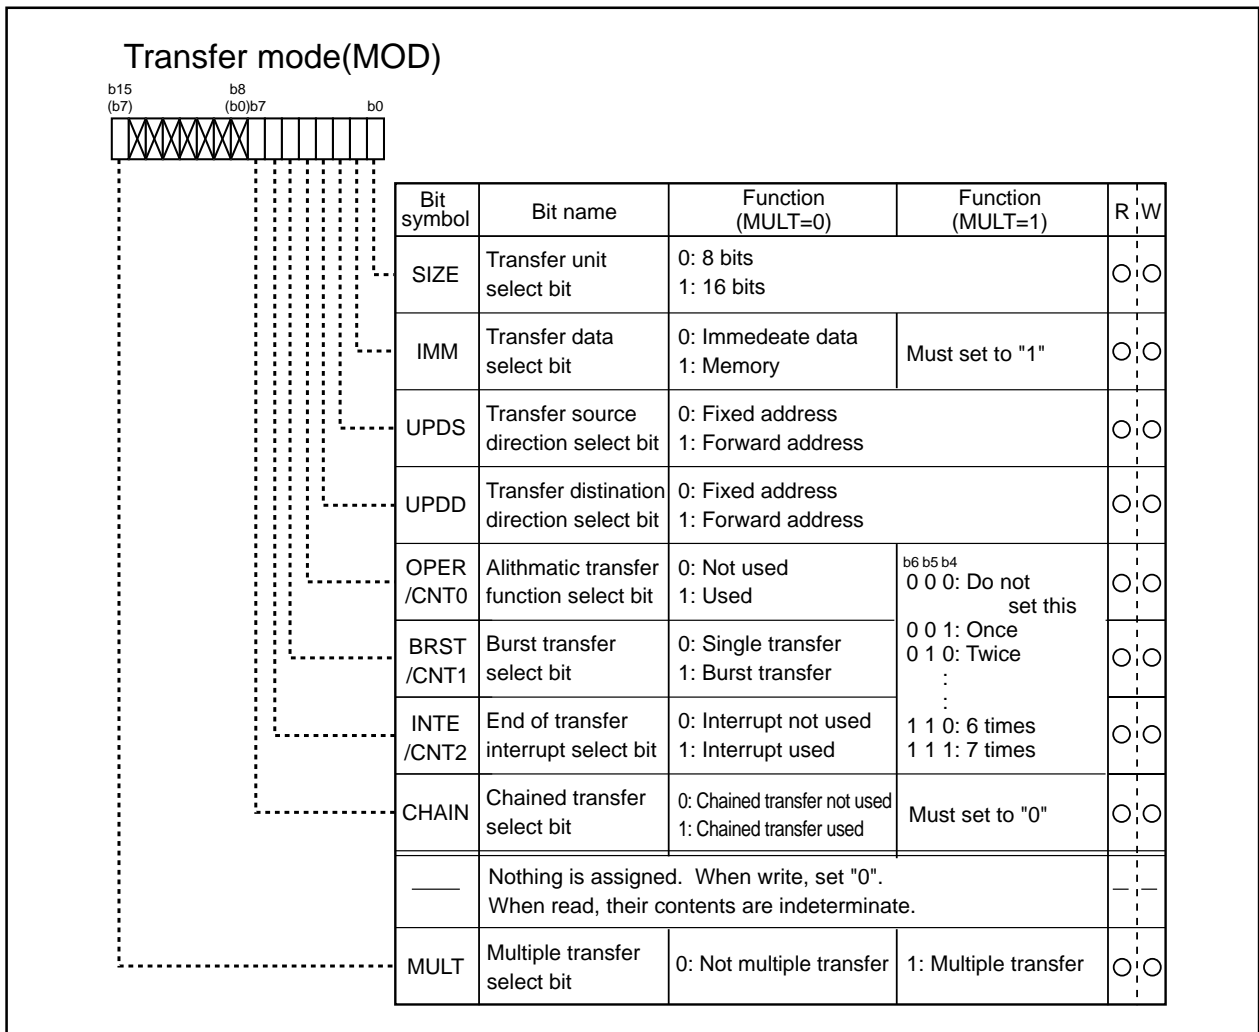 Transfer mode(MOD)
b15 b8
(b7) (b0)b7 b0
Bit symbol Bit name Function (MULT=0) Function (MULT=1) R W
SIZE Transfer unit select bit 0: 8 bits 1: 16 bits
IMM Transfer data select bit 0: Immedeate data 1: Memory Must set to "1"
UPDS Transfer source direction select bit 0: Fixed address 1: Forward address
UPDD Transfer distination direction select bit 0: Fixed address 1: Forward address
OPER /CNT0 Alithmatic transfer function select bit 0: Not used 1: Used
b6 b5 b4
0 0 0: Do not
set this
0 0 1: Once
0 1 0: Twice
:
:
1 1 0: 6 times
1 1 1: 7 times
BRST /CNT1 Burst transfer select bit 0: Single transfer 1: Burst transfer
INTE /CNT2 End of transfer interrupt select bit 0: Interrupt not used 1: Interrupt used
CHAIN Chained transfer select bit 0: Chained transfer not used 1: Chained transfer used Must set to "0"
Nothing is assigned. When write, set "0".
When read, their contents are indeterminate.
MULT Multiple transfer select bit 0: Not multiple transfer 1: Multiple transfer